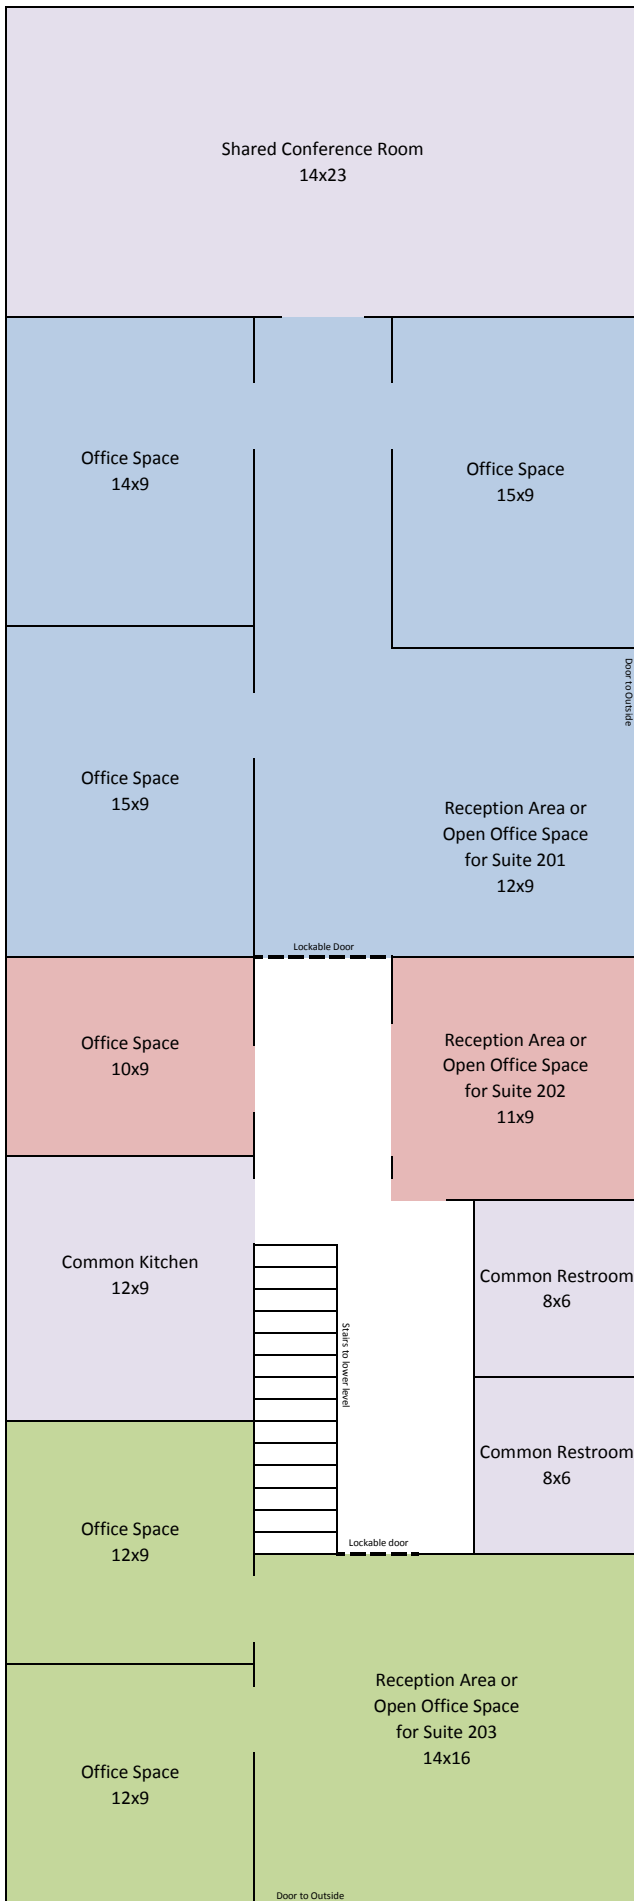 Shared Conference Room
14x23
Office Space
14x9
Office Space
15x9
Door to Outside
Office Space
15x9
Reception Area or
Open Office Space
for Suite 201
12x9
Lockable Door
Office Space
10x9
Reception Area or
Open Office Space
for Suite 202
11x9
Common Kitchen
12x9
Common Restroom
8x6
Stairs to lower level
Common Restroom
8x6
Office Space
12x9
Lockable door
Reception Area or
Open Office Space
for Suite 203
14x16
Office Space
12x9
Door to Outside